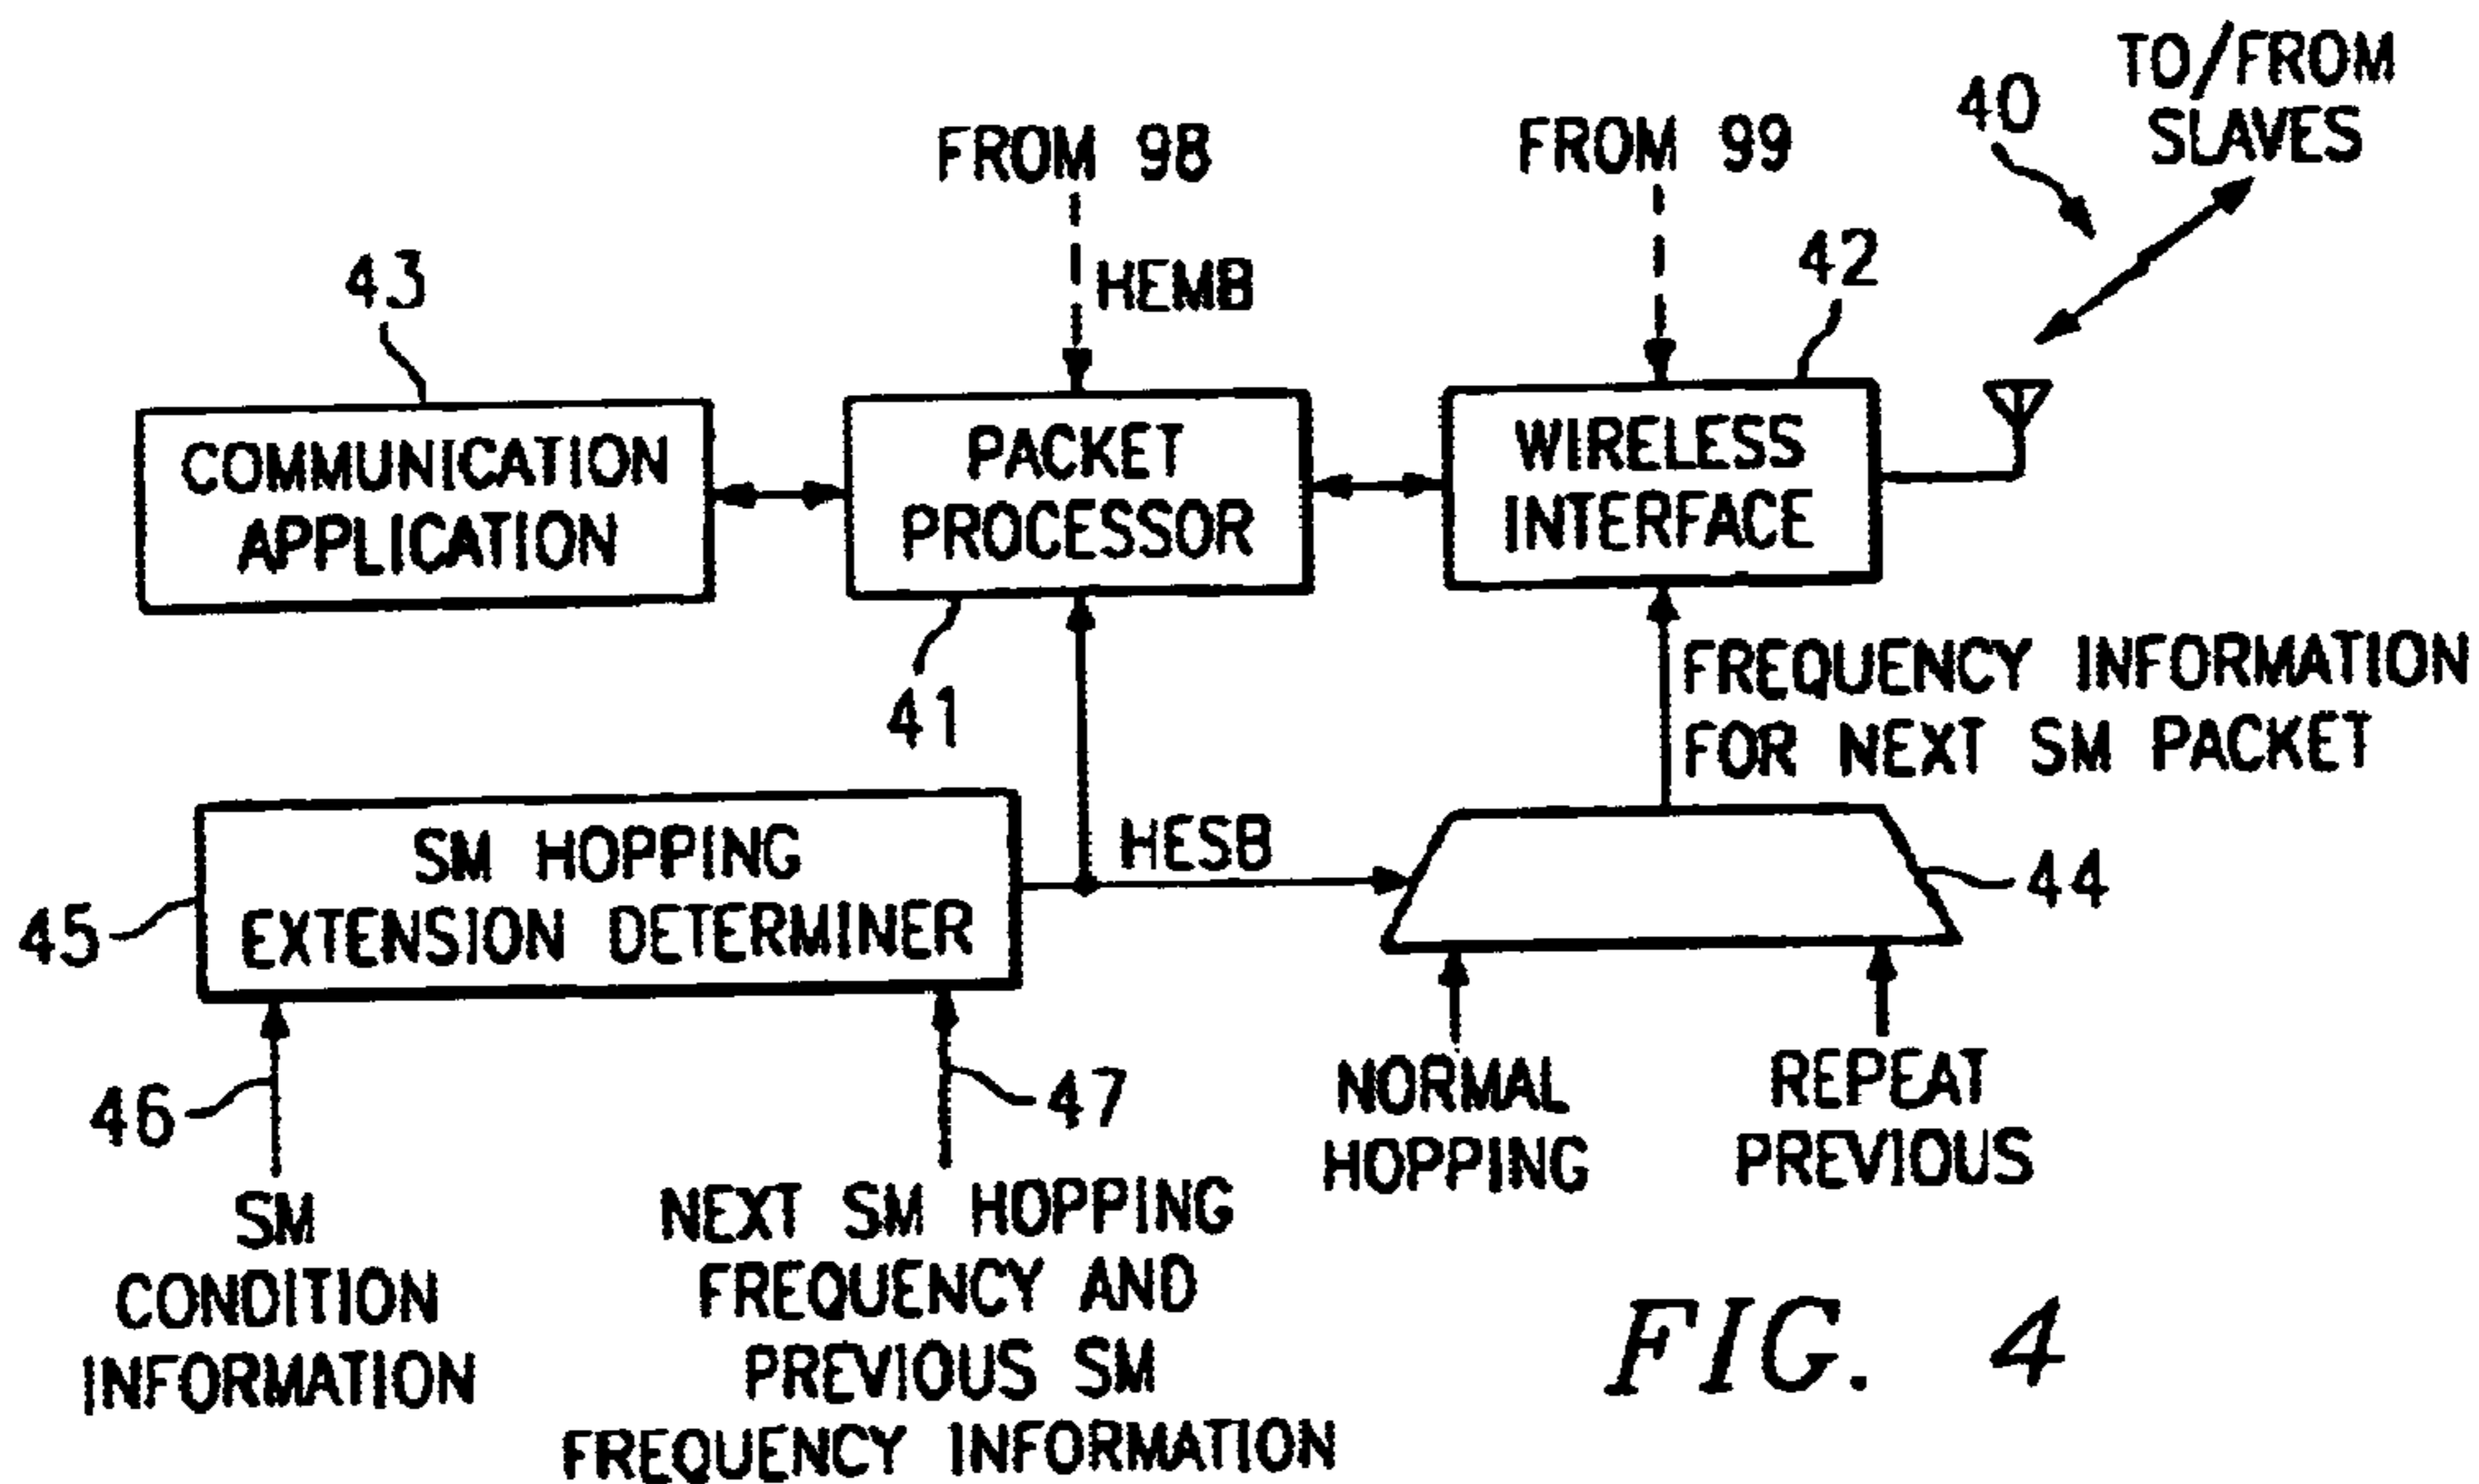 TO/FROM
SLAVES
40
FROM 98
FROM 99
HEMB
43
42
COMMUNICATION
APPLICATION
PACKET
PROCESSOR
WIRELESS
INTERFACE
41
FREQUENCY INFORMATION
FOR NEXT SM PACKET
SM HOPPING
EXTENSION DETERMINER
HESB
44
45
46
47
NORMAL
HOPPING
REPEAT
PREVIOUS
SM
CONDITION
INFORMATION
NEXT SM HOPPING
FREQUENCY AND
PREVIOUS SM
FREQUENCY INFORMATION
FIG. 4